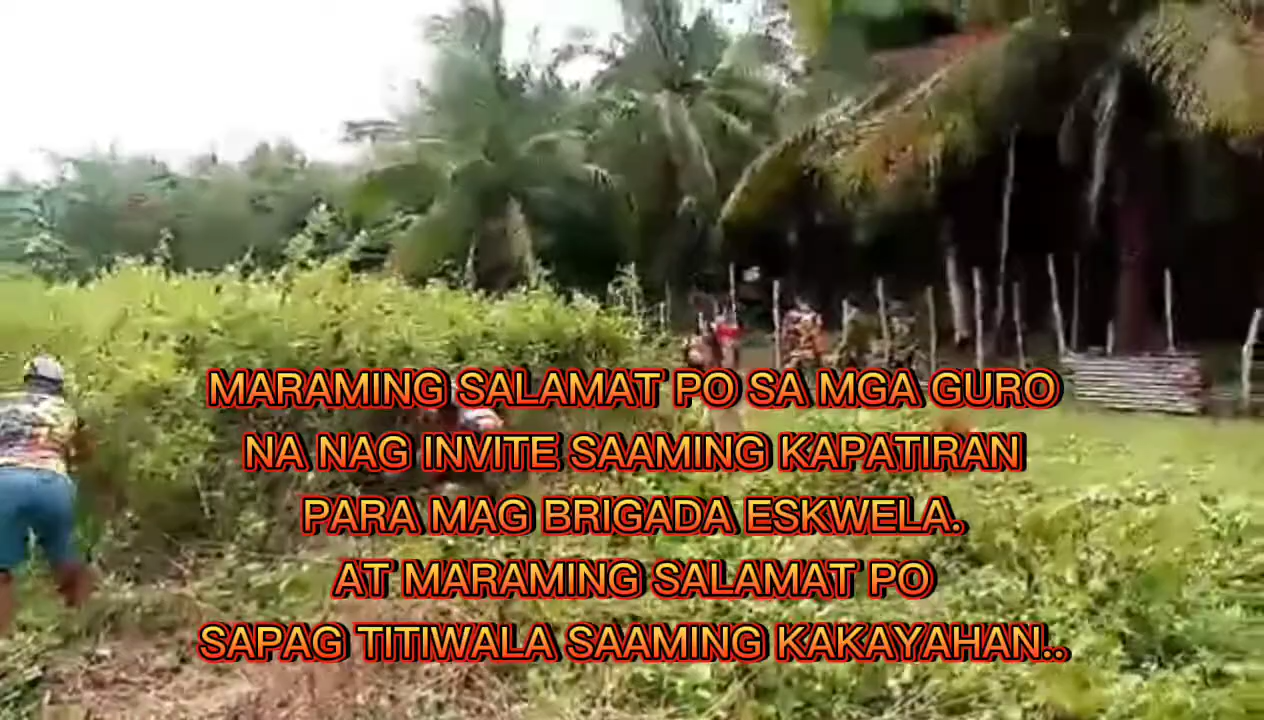 MARAMING SALAMAT PO SA MGA GURO
NA NAG INVITE SAAMING KAPATIRAN
PARA MAG BRIGADA ESKWELA.
AT MARAMING SALAMAT PO
SAPAG TITIWALA SAAMING KAKAYAHAN..